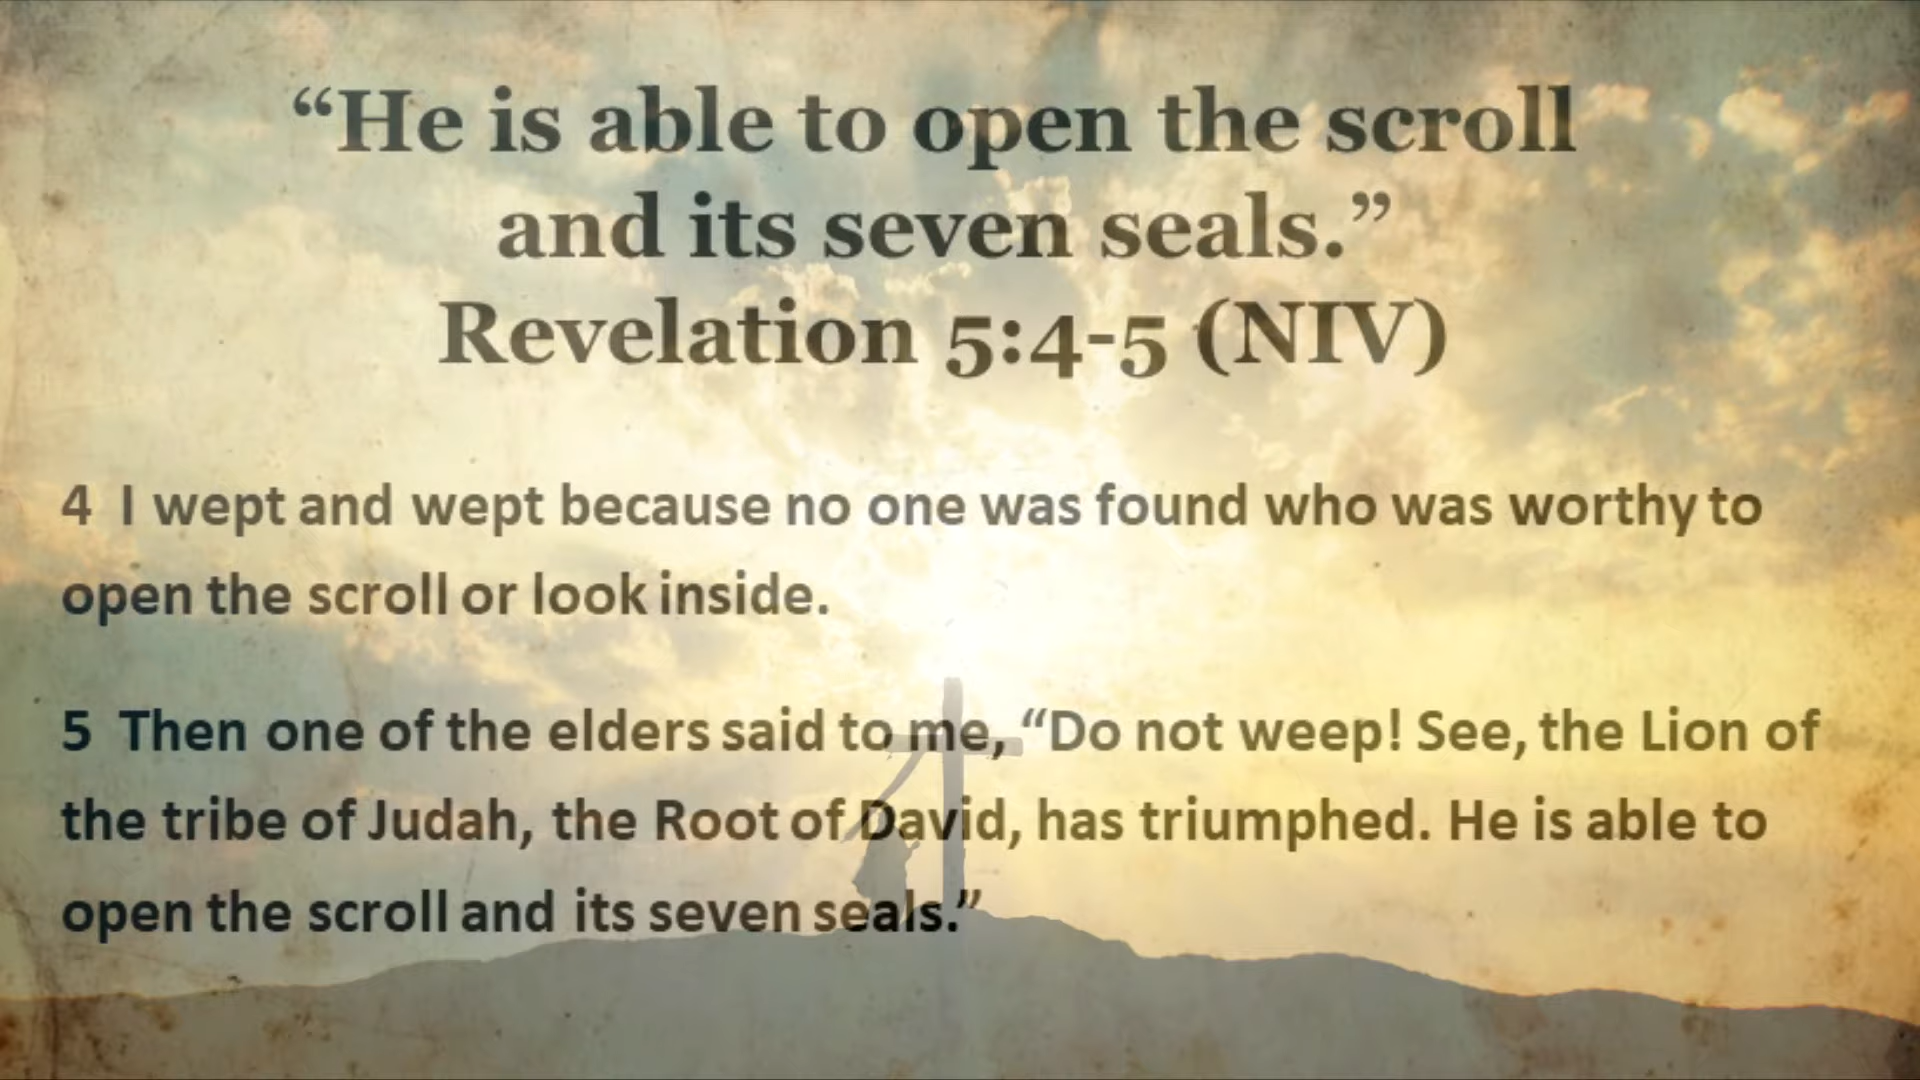 “He is able to open the scroll
and its seven seals.”
Revelation 5:4-5 (NIV)
4 I wept and wept because no one was found who was worthy to
open the scroll or look inside.
5 Then one of the elders said to me, “Do not weep! See, the Lion of
the tribe of Judah, the Root of David, has triumphed. He is able to
open the scroll and its seven seals.”